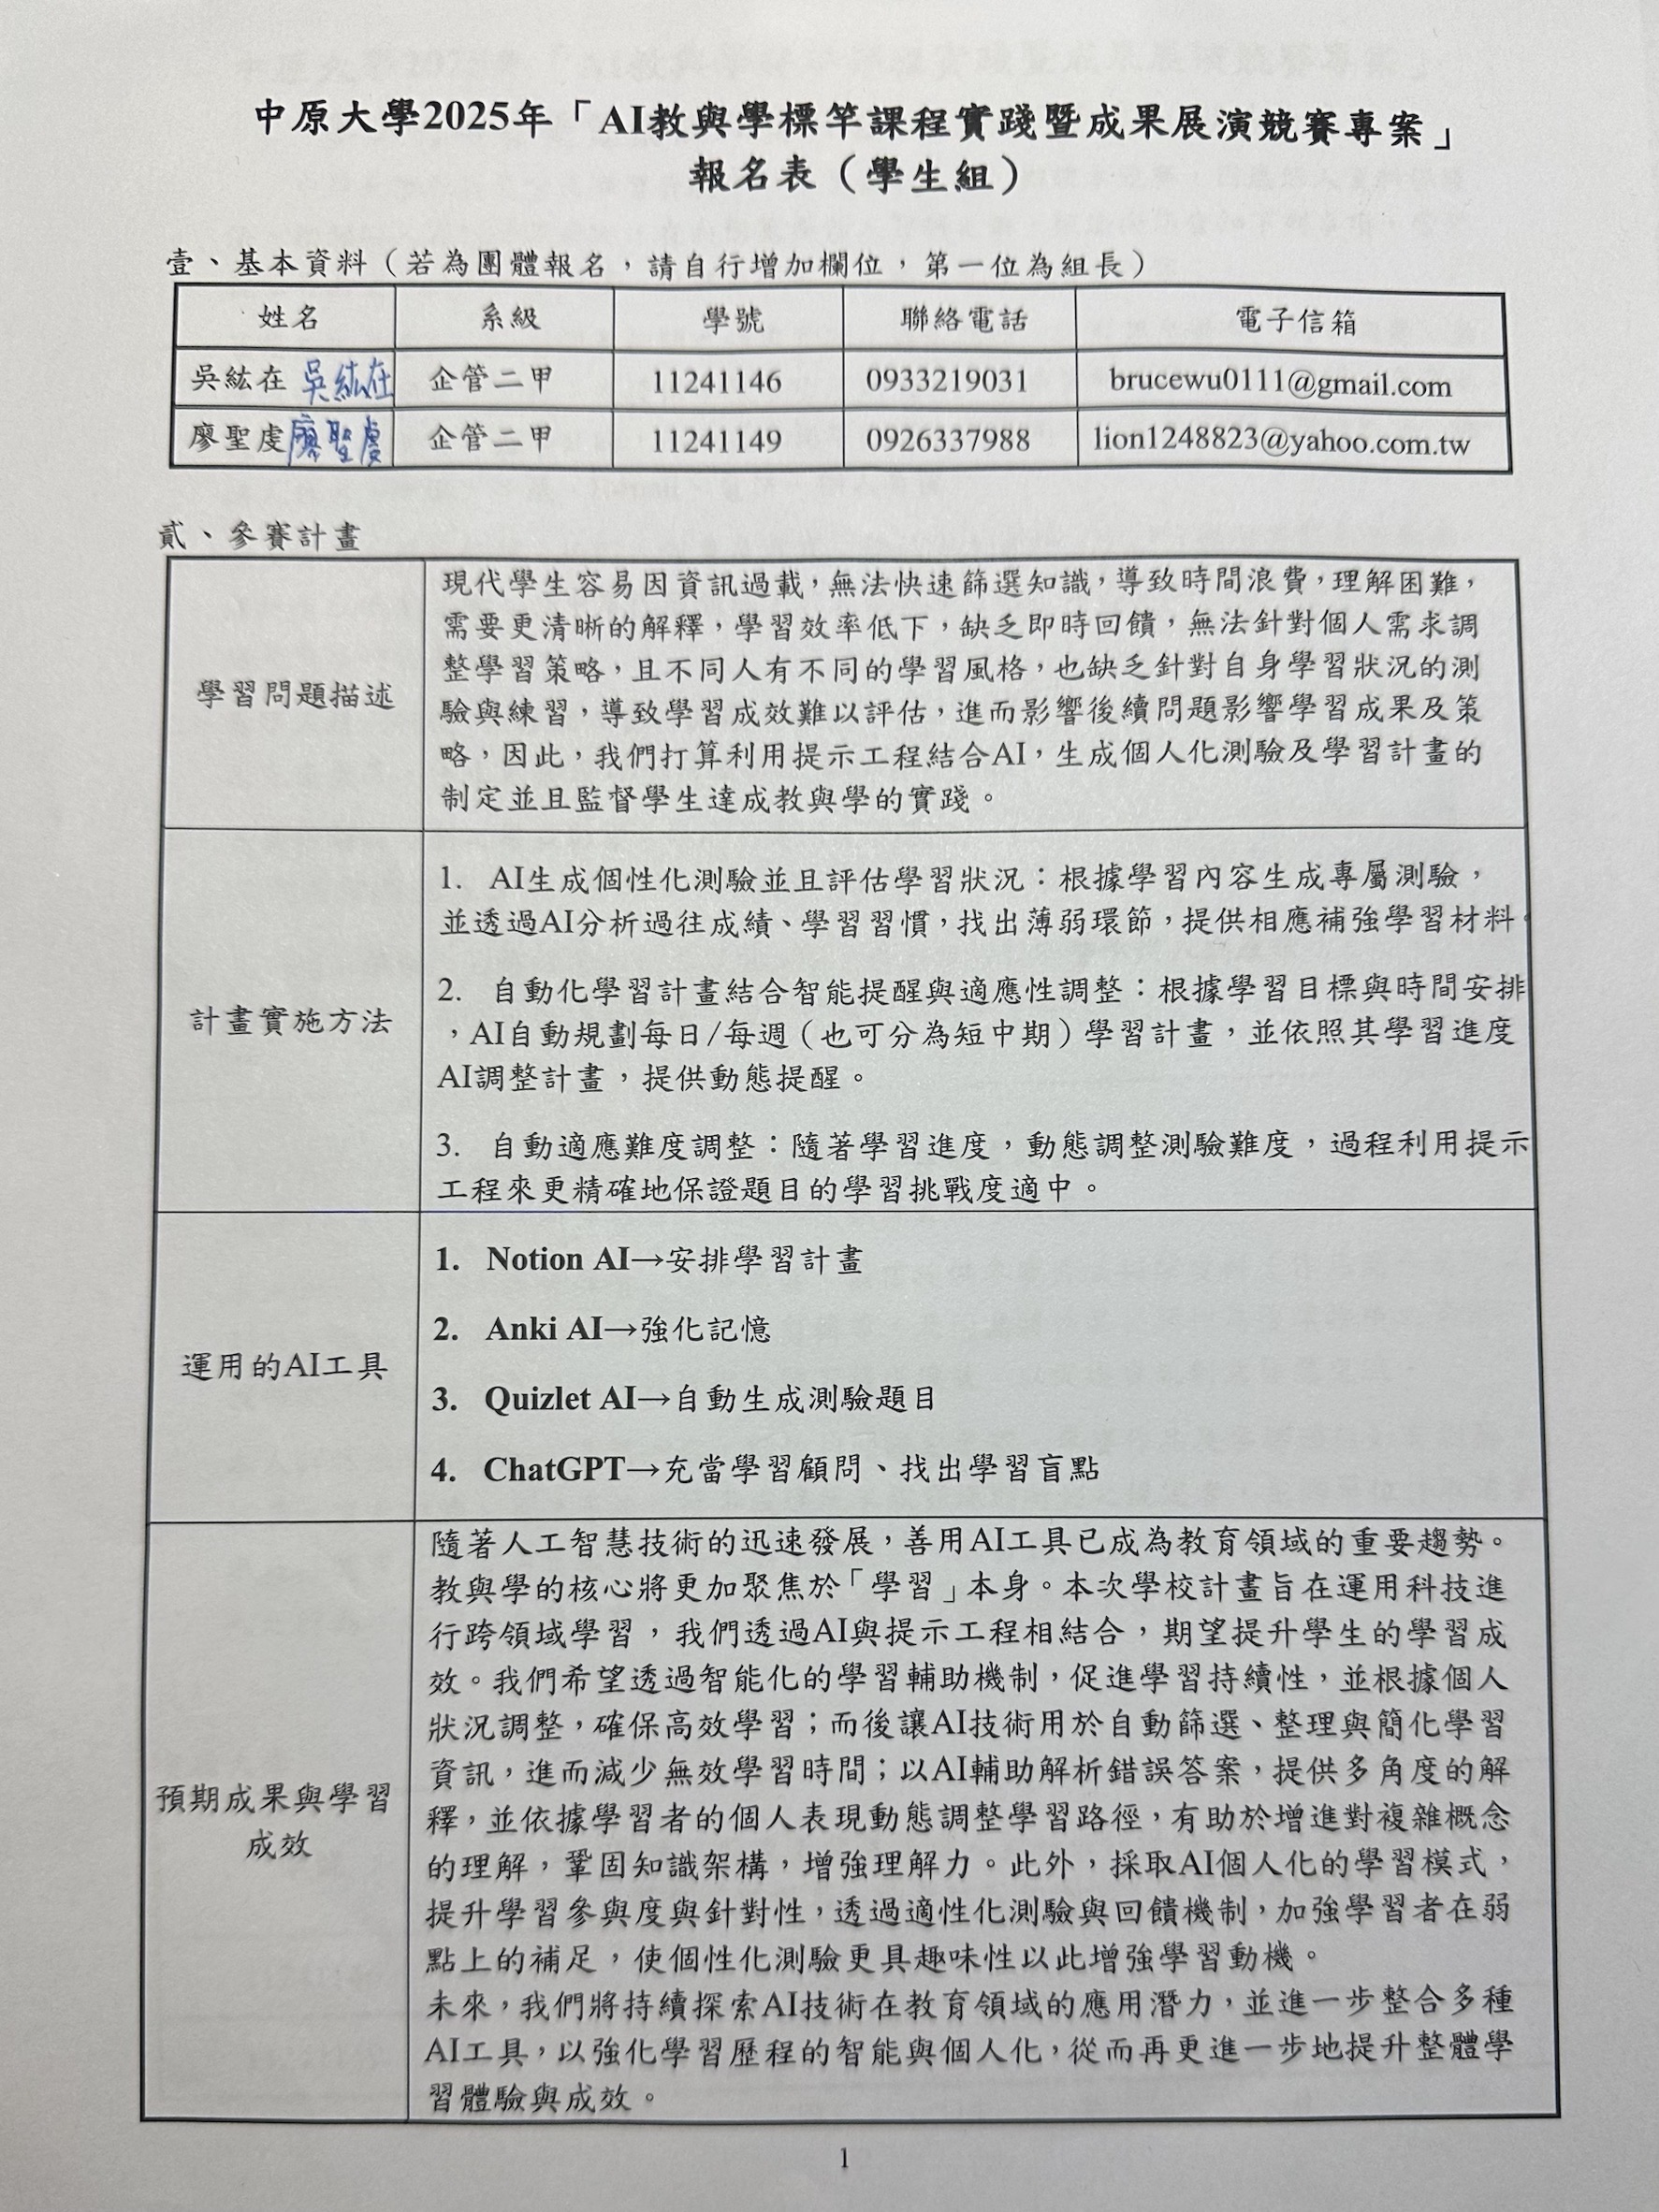 中原大學2025年「AI教與學標竿課程實踐暨成果展演競賽專案」
報名表（學生組）
壹、基本資料（若為團體報名，請自行增加欄位，第一位為組長）
姓名 系級 學號 聯絡電話 電子信箱
吳紘在 吳紘在 企管二甲 11241146 0933219031 brucewu0111@gmail.com
廖聖虔 廖聖虔 企管二甲 11241149 0926337988 lion1248823@yahoo.com.tw
貳、參賽計畫
學習問題描述
現代學生容易因資訊過載，無法快速篩選知識，導致時間浪費，理解困難，
需要更清晰的解釋，學習效率低下，缺乏即時回饋，無法針對個人需求調
整學習策略，且不同人有不同的學習風格，也缺乏針對自身學習狀況的測
驗與練習，導致學習成效難以評估，進而影響後續問題影響學習成果及策
略，因此，我們打算利用提示工程結合AI，生成個人化測驗及學習計畫的
制定並且監督學生達成教與學的實踐。
計畫實施方法
1. AI生成個性化測驗並且評估學習狀況：根據學習內容生成專屬測驗，
並透過AI分析過往成績、學習習慣，找出薄弱環節，提供相應補強學習材料。
2. 自動化學習計畫結合智能提醒與適應性調整：根據學習目標與時間安排
，AI自動規劃每日/每週（也可分為短中期）學習計畫，並依照其學習進度
AI調整計畫，提供動態提醒。
3. 自動適應難度調整：隨著學習進度，動態調整測驗難度，過程利用提示
工程來更精確地保證題目的學習挑戰度適中。
運用的AI工具
1. Notion AI→安排學習計畫
2. Anki AI→強化記憶
3. Quizlet AI→自動生成測驗題目
4. ChatGPT→充當學習顧問、找出學習盲點
預期成果與學習
成效
隨著人工智慧技術的迅速發展，善用AI工具已成為教育領域的重要趨勢。
教與學的核心將更加聚焦於「學習」本身。本次學校計畫旨在運用科技進
行跨領域學習，我們透過AI與提示工程相結合，期望提升學生的學習成
效。我們希望透過智能化的學習輔助機制，促進學習持續性，並根據個人
狀況調整，確保高效學習；而後讓AI技術用於自動篩選、整理與簡化學習
資訊，進而減少無效學習時間；以AI輔助解析錯誤答案，提供多角度的解
釋，並依據學習者的個人表現動態調整學習路徑，有助於增進對複雜概念
的理解，鞏固知識架構，增強理解力。此外，採取AI個人化的學習模式，
提升學習參與度與針對性，透過適性化測驗與回饋機制，加強學習者在弱
點上的補足，使個性化測驗更具趣味性以此增強學習動機。
未來，我們將持續探索AI技術在教育領域的應用潛力，並進一步整合多種
AI工具，以強化學習歷程的智能與個人化，從而再更進一步地提升整體學
習體驗與成效。
1